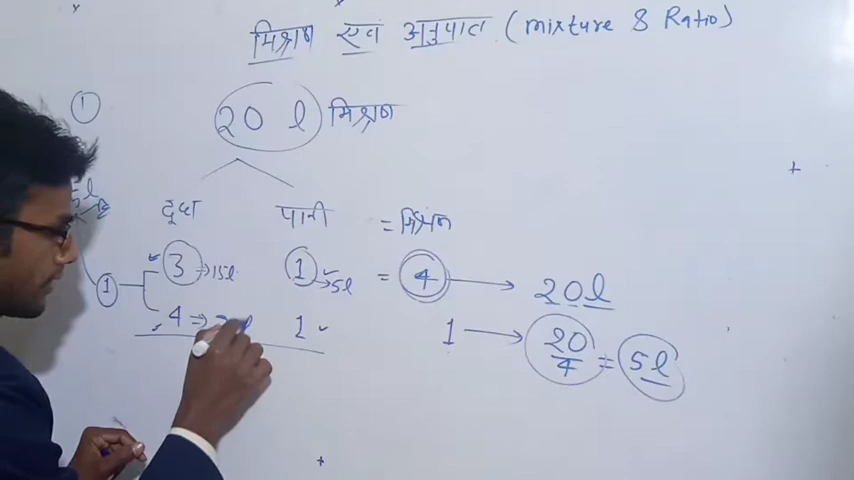 मिश्रण एवं अनुपात (mixture & Ratio)
①
20 l मिश्रण
दूध पानी = मिश्रण
5l
① 3 → 15l 1 → 5l = 4 → 20l
4 ⇒ 1
1 → 20/4 = 5l